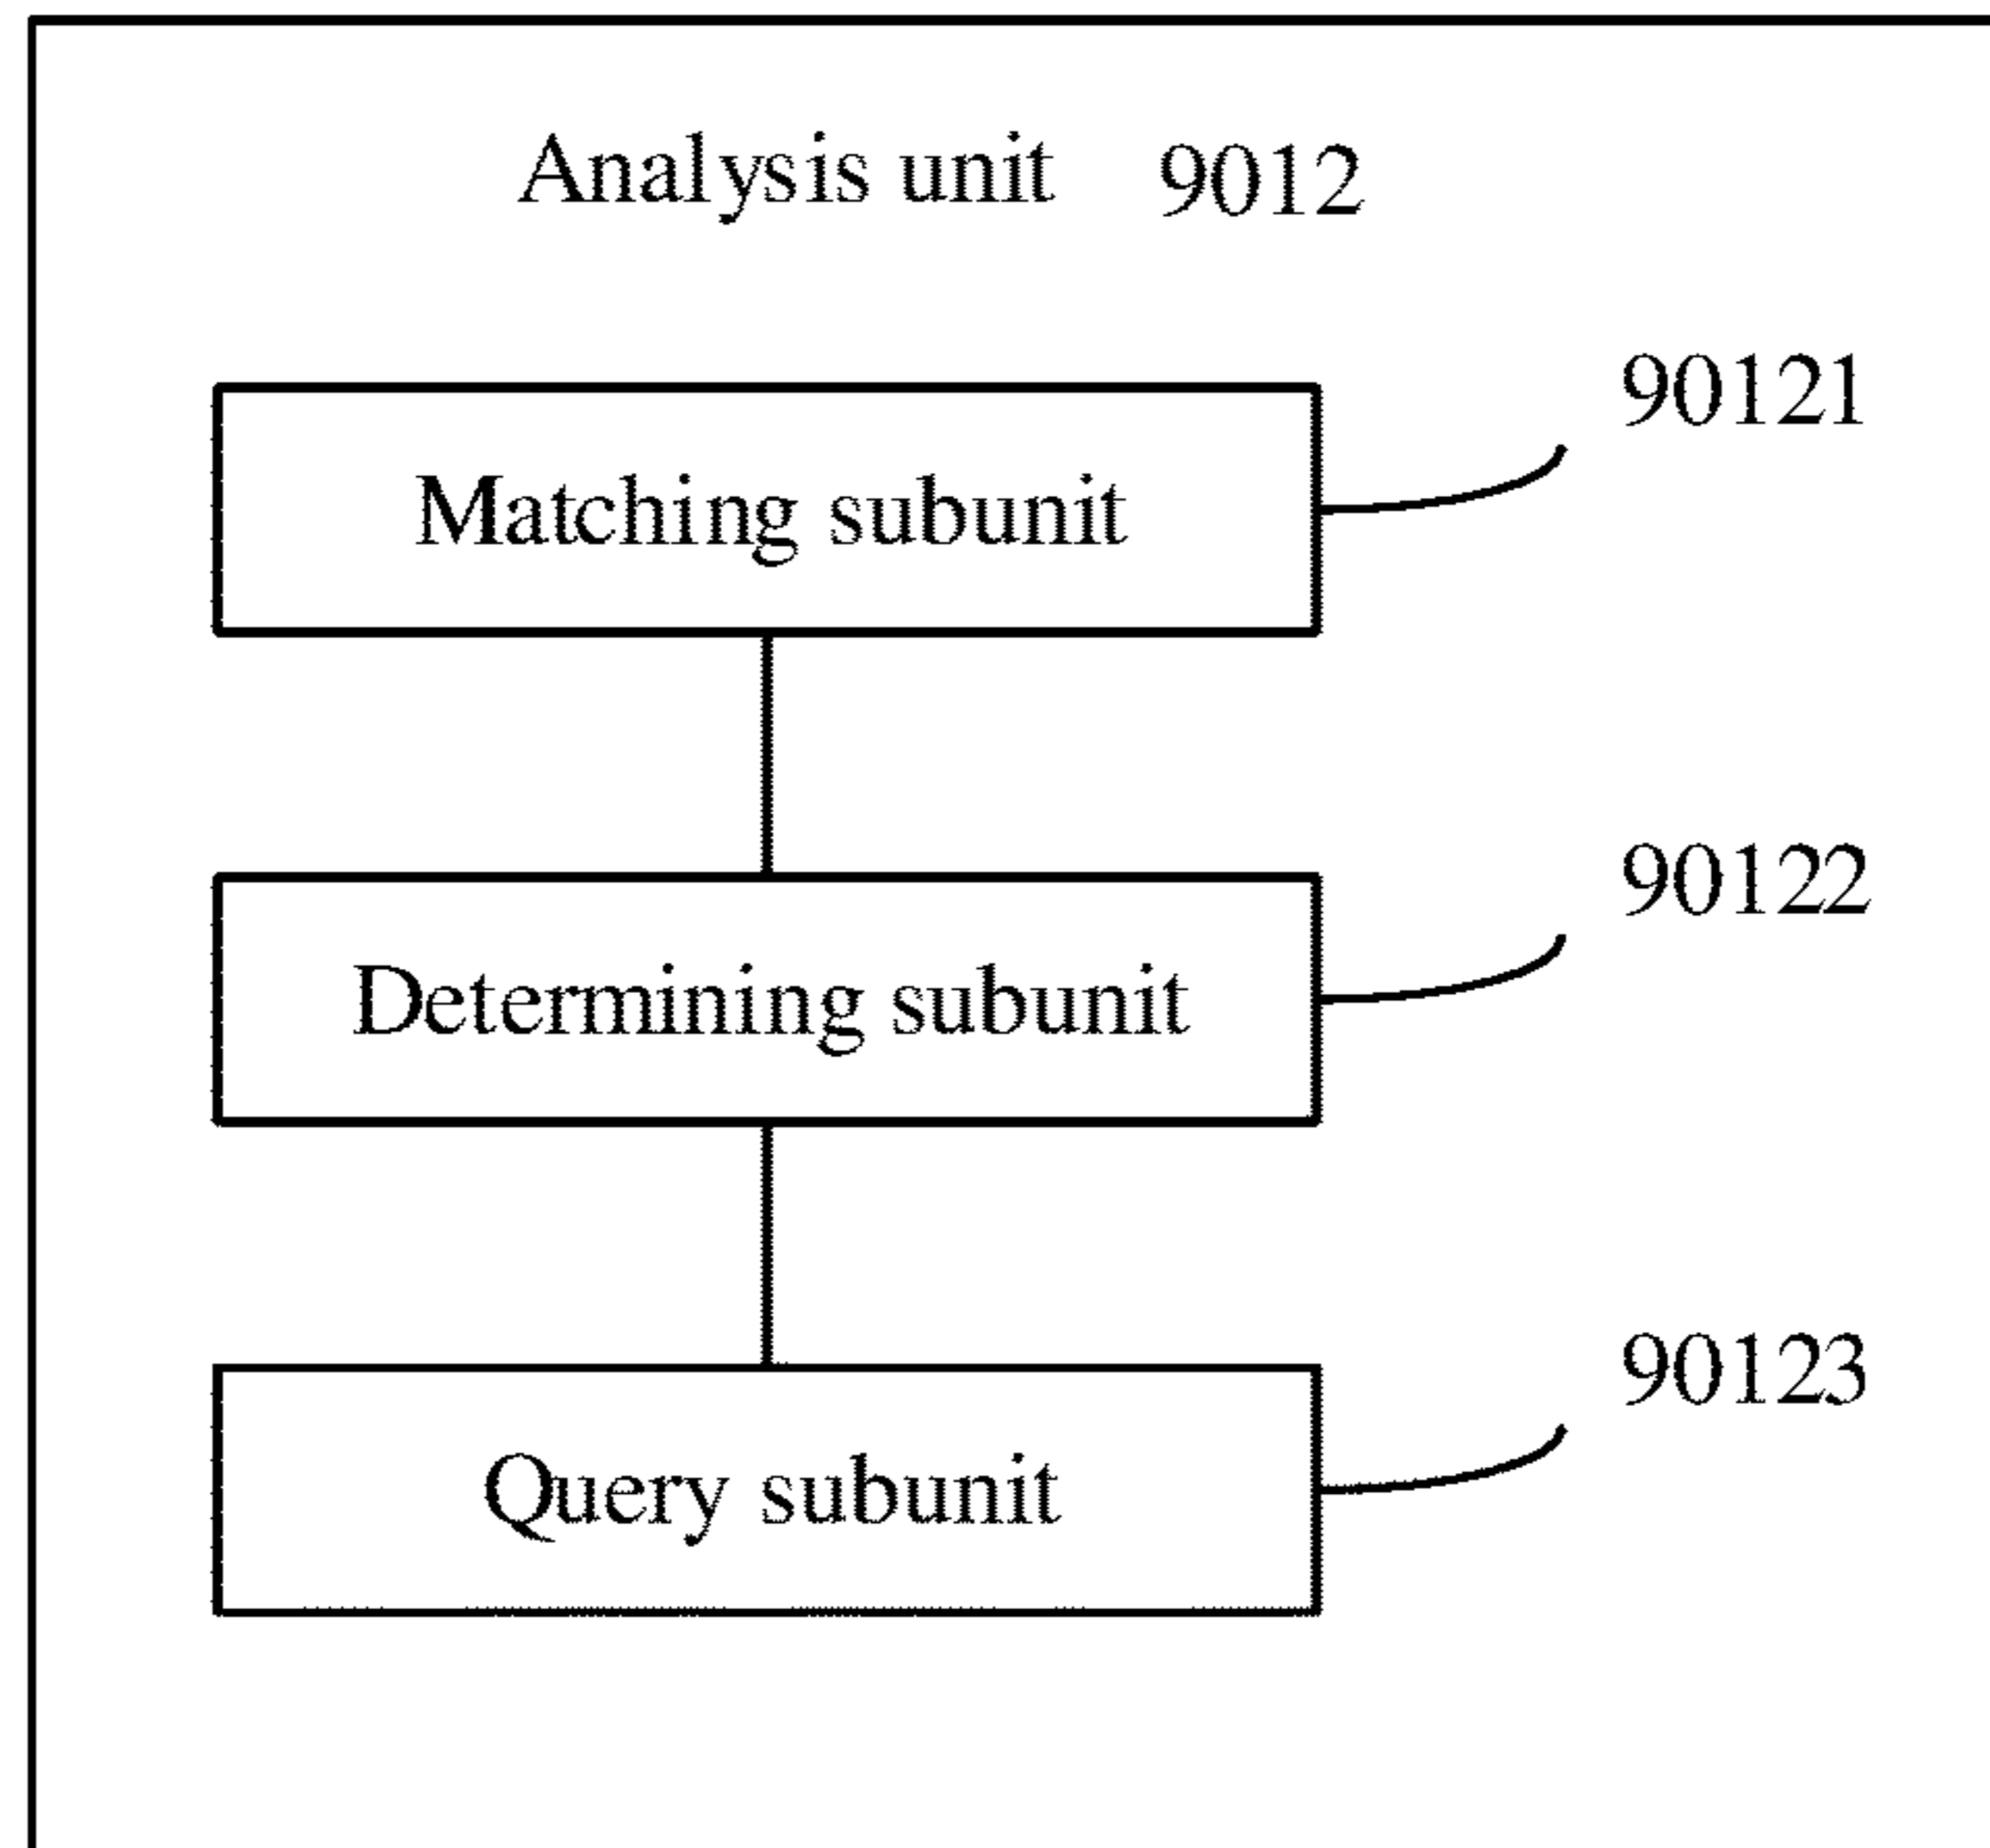 Analysis unit 9012
90121
Matching subunit
90122
Determining subunit
90123
Query subunit